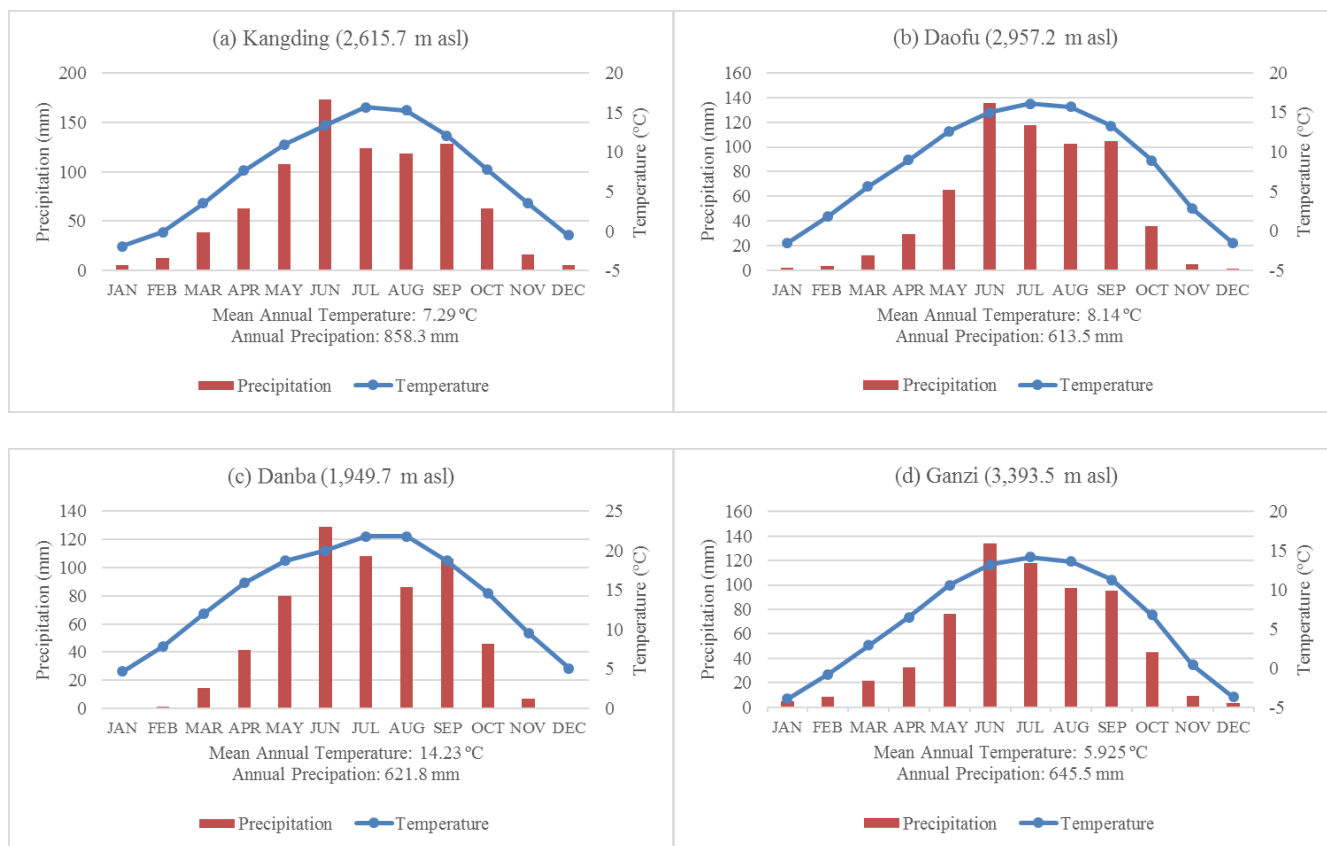 (a) Kangding (2,615.7 m asl)
200
150
100
50
0
Precipitation (mm)
20
15
10
5
0
-5
Temperature (°C)
JAN FEB MAR APR MAY JUN JUL AUG SEP OCT NOV DEC
Mean Annual Temperature: 7.29 °C
Annual Precipation: 858.3 mm
Precipitation Temperature
(b) Daofu (2,957.2 m asl)
160
140
120
100
80
60
40
20
0
Precipitation (mm)
20
15
10
5
0
-5
Temperature (°C)
JAN FEB MAR APR MAY JUN JUL AUG SEP OCT NOV DEC
Mean Annual Temperature: 8.14 °C
Annual Precipation: 613.5 mm
Precipitation Temperature
(c) Danba (1,949.7 m asl)
140
120
100
80
60
40
20
0
Precipitation (mm)
25
20
15
10
5
0
Temperature (°C)
JAN FEB MAR APR MAY JUN JUL AUG SEP OCT NOV DEC
Mean Annual Temperature: 14.23 °C
Annual Precipation: 621.8 mm
Precipitation Temperature
(d) Ganzi (3,393.5 m asl)
160
140
120
100
80
60
40
20
0
Precipitation (mm)
20
15
10
5
0
-5
Temperature (°C)
JAN FEB MAR APR MAY JUN JUL AUG SEP OCT NOV DEC
Mean Annual Temperature: 5.925 °C
Annual Precipation: 645.5 mm
Precipitation Temperature